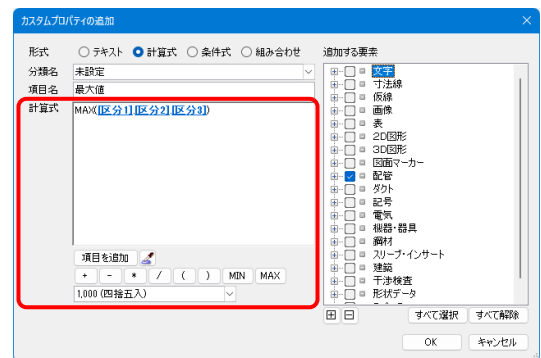 カスタムプロパティの追加
形式 テキスト 計算式 条件式 組み合わせ
分類名 未設定
項目名 最大値
計算式 MAX([区分1][区分2][区分3])
項目を追加
+ - * / ( ) MIN MAX
1,000 (四捨五入)
追加する要素
文字
寸法線
仮線
画像
表
2D図形
3D図形
図面マーカー
配管
ダクト
記号
電気
機器・器具
鋼材
スリーブ・インサート
建築
干渉検査
形状データ
すべて選択 すべて解除
OK キャンセル